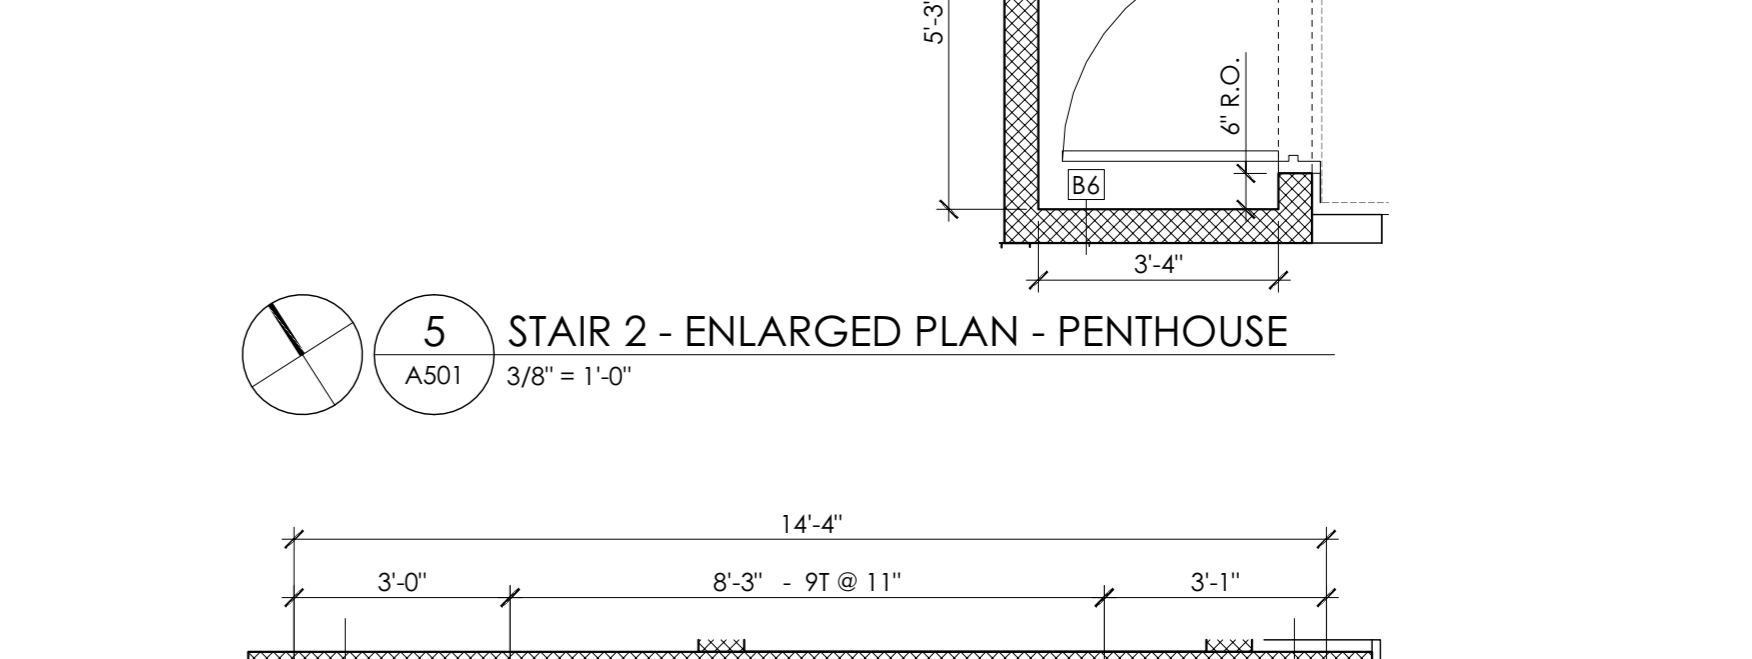 5'-3"
6" R.O.
B6
3'-4"
5
A501
STAIR 2 - ENLARGED PLAN - PENTHOUSE
3/8" = 1'-0"
14'-4"
3'-0"
8'-3" - 9T @ 11"
3'-1"